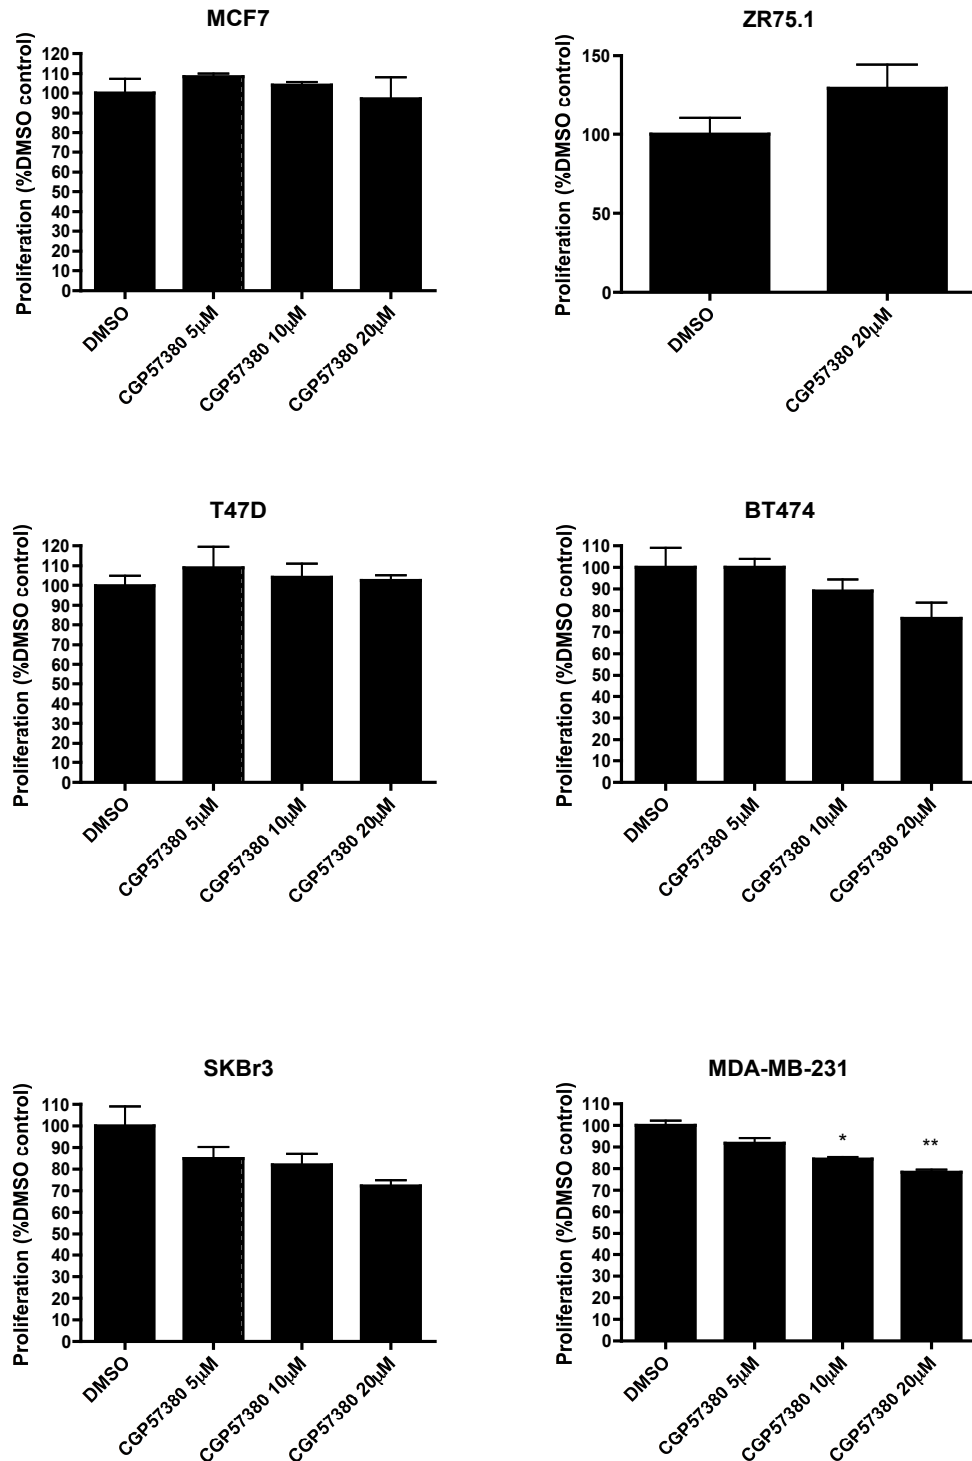 MCF7
Proliferation (%DMSO control)
120
110
100
90
80
70
60
50
40
30
20
10
0
DMSO
CGP57380 5µM
CGP57380 10µM
CGP57380 20µM
ZR75.1
Proliferation (%DMSO control)
150
100
50
0
DMSO
CGP57380 20µM
T47D
Proliferation (%DMSO control)
120
110
100
90
80
70
60
50
40
30
20
10
0
DMSO
CGP57380 5µM
CGP57380 10µM
CGP57380 20µM
BT474
Proliferation (%DMSO control)
110
100
90
80
70
60
50
40
30
20
10
0
DMSO
CGP57380 5µM
CGP57380 10µM
CGP57380 20µM
SKBr3
Proliferation (%DMSO control)
110
100
90
80
70
60
50
40
30
20
10
0
DMSO
CGP57380 5µM
CGP57380 10µM
CGP57380 20µM
MDA-MB-231
Proliferation (%DMSO control)
110
100
90
80
70
60
50
40
30
20
10
0
*
**
DMSO
CGP57380 5µM
CGP57380 10µM
CGP57380 20µM